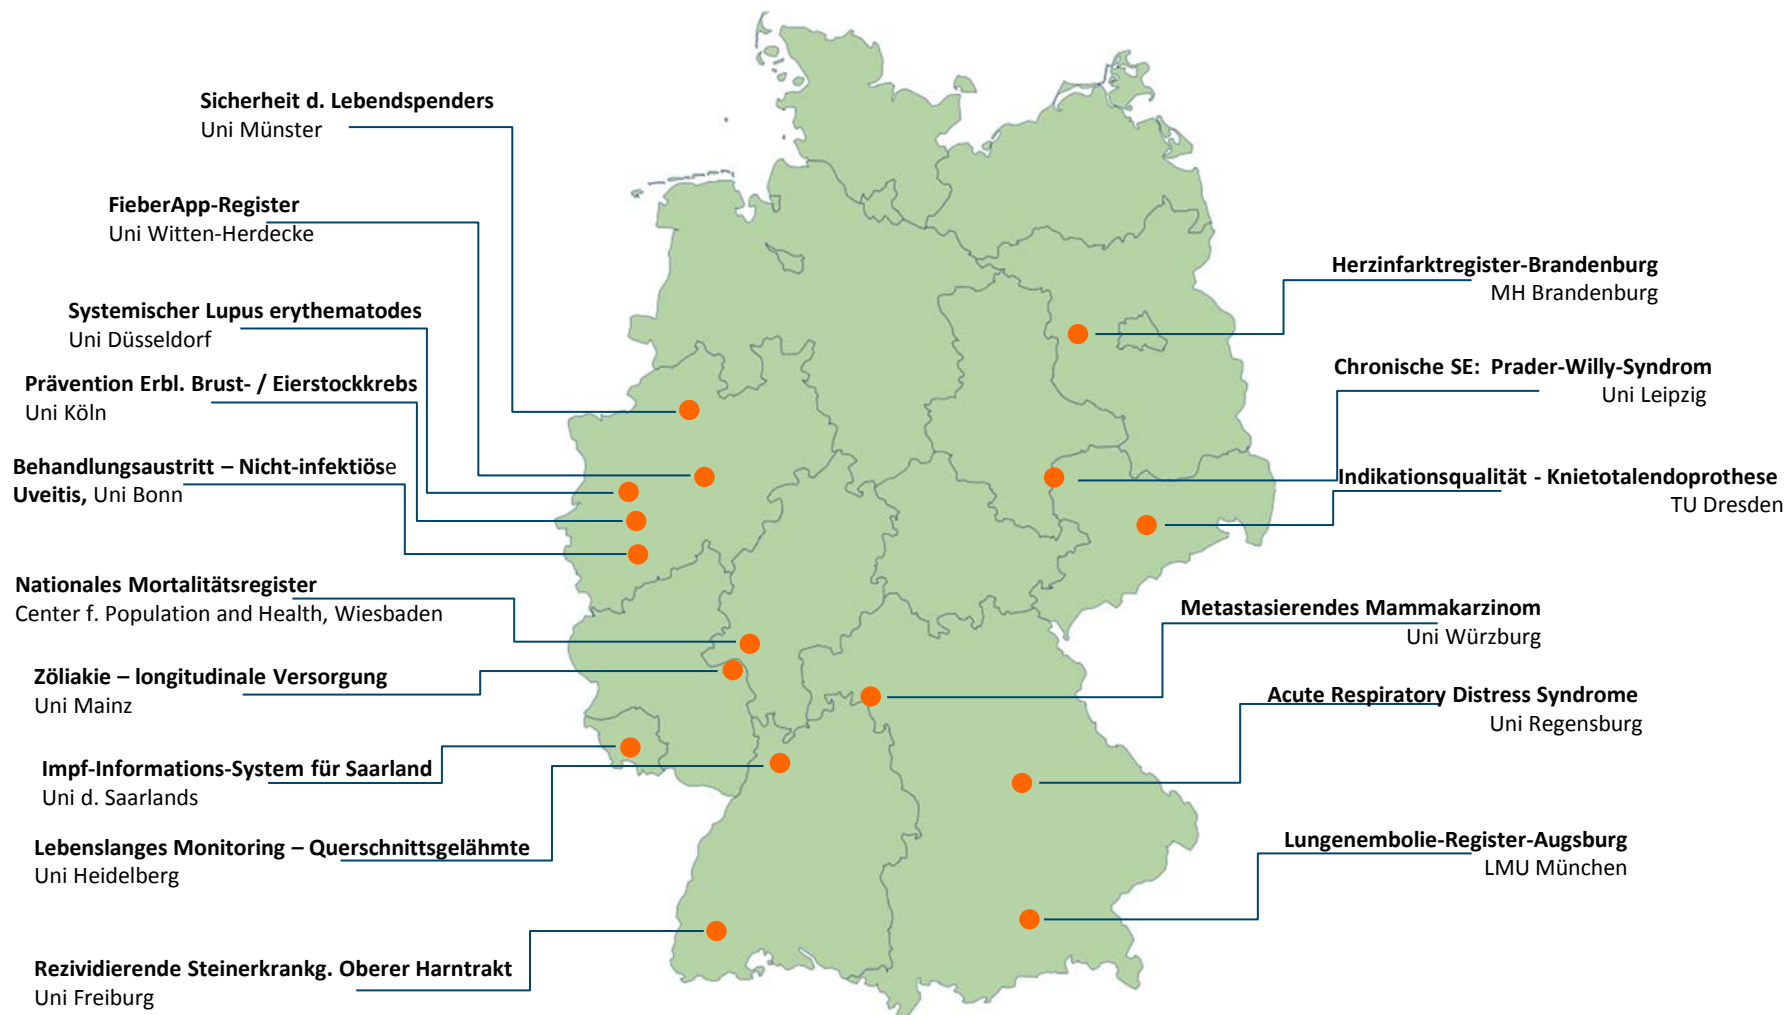 Sicherheit d. Lebendspenders
Uni Münster
FieberApp-Register
Uni Witten-Herdecke
Systemischer Lupus erythematodes
Uni Düsseldorf
Prävention Erbl. Brust- / Eierstockkrebs
Uni Köln
Behandlungsaustritt – Nicht-infektiöse
Uveitis, Uni Bonn
Nationales Mortalitätsregister
Center f. Population and Health, Wiesbaden
Zöliakie – longitudinale Versorgung
Uni Mainz
Impf-Informations-System für Saarland
Uni d. Saarlands
Lebenslanges Monitoring – Querschnittsgelähmte
Uni Heidelberg
Rezividierende Steinerkrankg. Oberer Harntrakt
Uni Freiburg
Herzinfarktregister-Brandenburg
MH Brandenburg
Chronische SE: Prader-Willy-Syndrom
Uni Leipzig
Indikationsqualität - Knietotalendoprothese
TU Dresden
Metastasierendes Mammakarzinom
Uni Würzburg
Acute Respiratory Distress Syndrome
Uni Regensburg
Lungenembolie-Register-Augsburg
LMU München